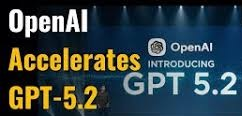 OpenAI
Accelerates
GPT-5.2
OpenAI
INTRODUCING
GPT 5.2